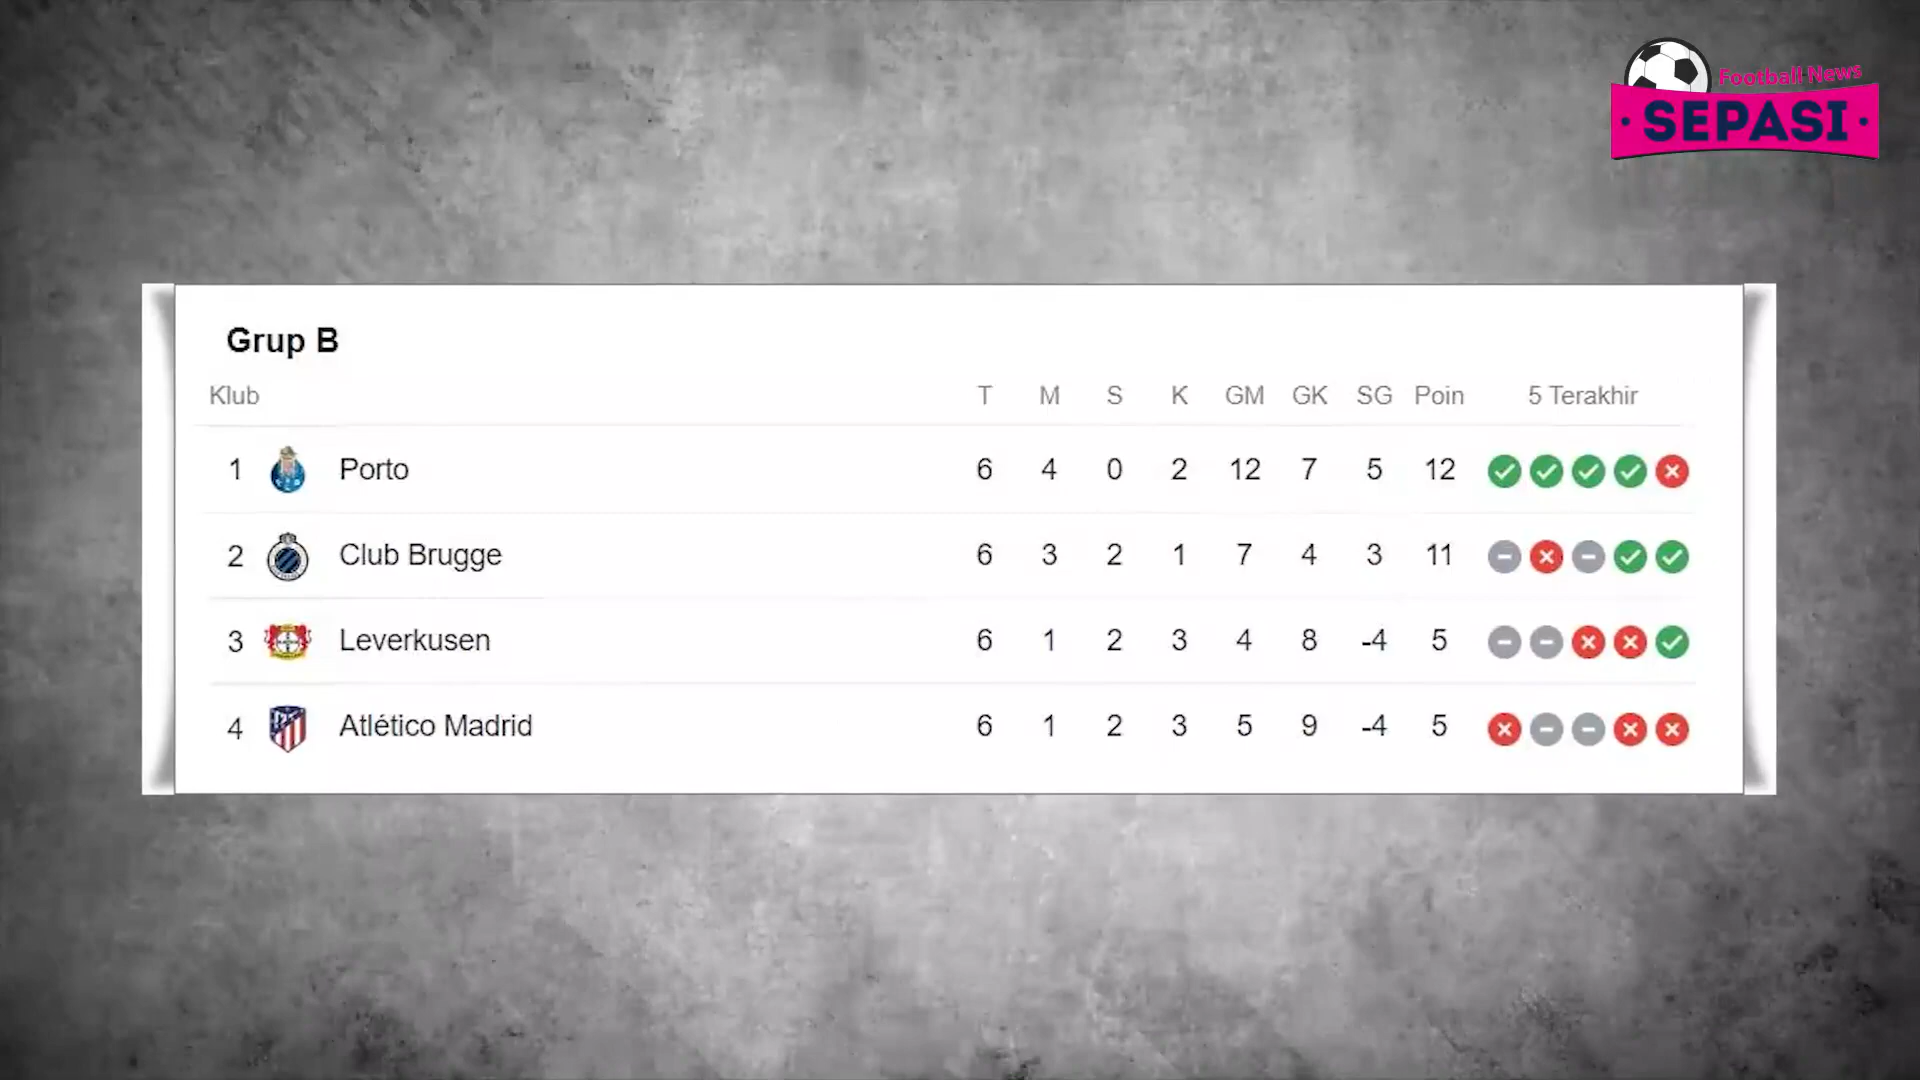 Football News
SEPASI
Grup B
Klub T M S K GM GK SG Poin 5 Terakhir
1 Porto 6 4 0 2 12 7 5 12
2 Club Brugge 6 3 2 1 7 4 3 11
3 Leverkusen 6 1 2 3 4 8 -4 5
4 Atlético Madrid 6 1 2 3 5 9 -4 5